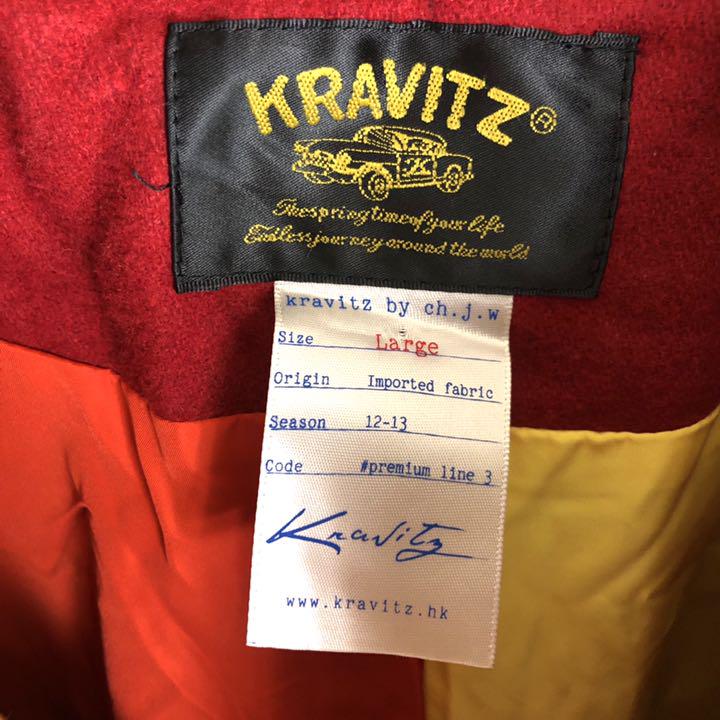 KRAVITZ®
The spring time of your life
Endless journey around the world
kravitz by ch.j.w
Size Large
Origin Imported fabric
Season 12-13
Code #premium line 3
Kravitz
www.kravitz.hk